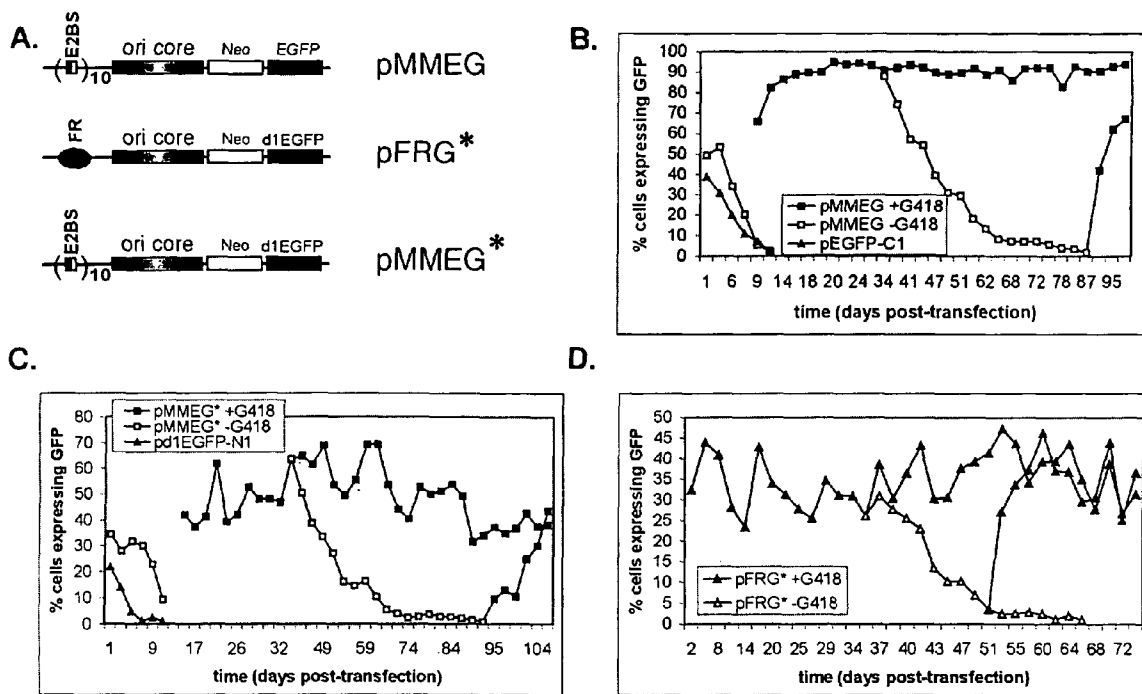 A.
E2BS
10
ori core
Neo
EGFP
pMMEG
FR
ori core
Neo
d1EGFP
pFRG*
E2BS
10
ori core
Neo
d1EGFP
pMMEG*
B.
% cells expressing GFP
100
90
80
70
60
50
40
30
20
10
0
pMMEG +G418
pMMEG -G418
pEGFP-C1
1 6 9 14 18 20 24 26 34 41 47 51 62 68 72 78 87 95
time (days post-transfection)
C.
% cells expressing GFP
80
70
60
50
40
30
20
10
0
pMMEG* +G418
pMMEG* -G418
pd1EGFP-N1
1 9 17 24 32 41 49 59 67 74 84 95 104
time (days post-transfection)
D.
% cells expressing GFP
50
45
40
35
30
25
20
15
10
5
0
pFRG* +G418
pFRG* -G418
2 8 14 20 25 29 34 38 43 47 51 55 60 64 68 72
time (days post-transfection)